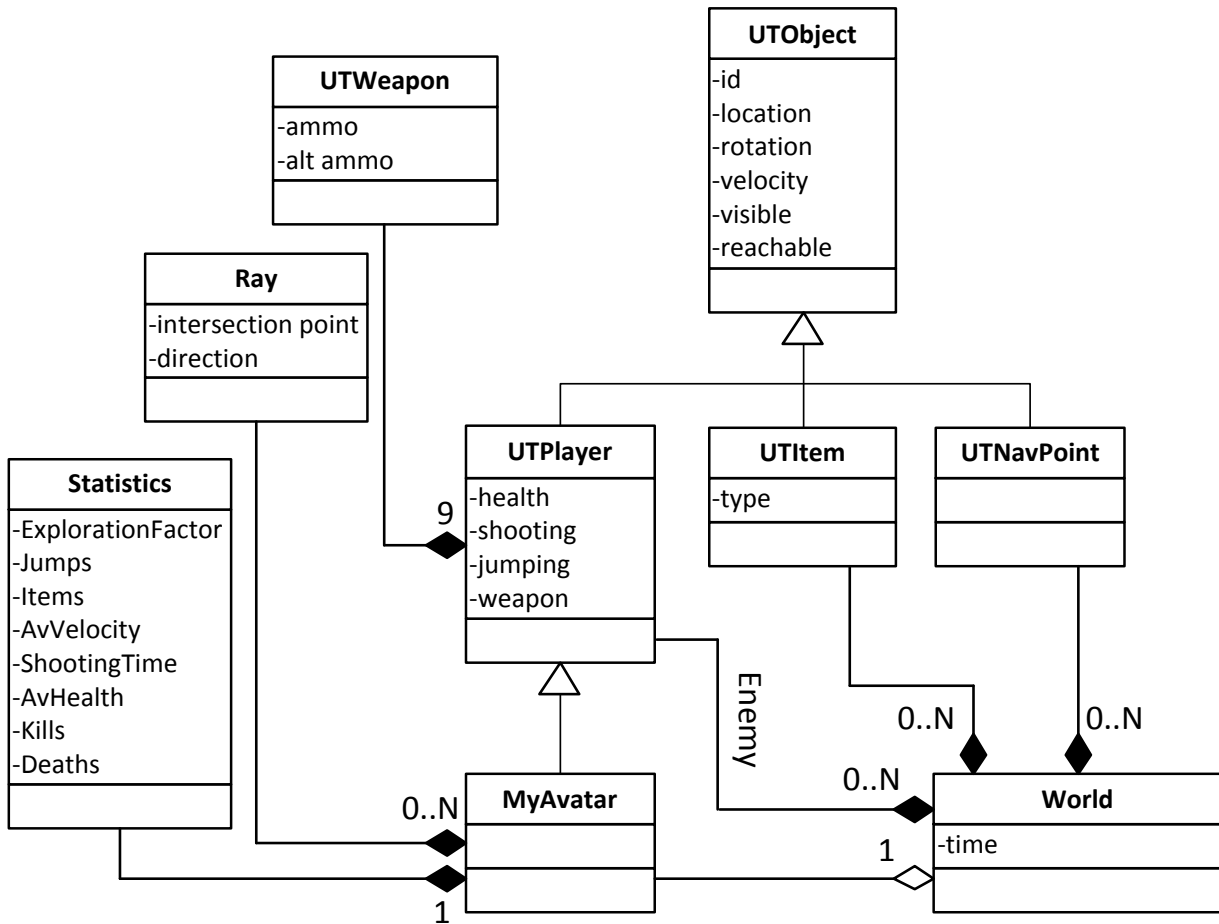 UTObject
-id
-location
-rotation
-velocity
-visible
-reachable
UTWeapon
-ammo
-alt ammo
Ray
-intersection point
-direction
UTPlayer
-health
-shooting
-jumping
-weapon
9
UTItem
-type
UTNavPoint
Statistics
-ExplorationFactor
-Jumps
-Items
-AvVelocity
-ShootingTime
-AvHealth
-Kills
-Deaths
Enemy
0..N
0..N
0..N
MyAvatar
0..N
1
World
-time
1